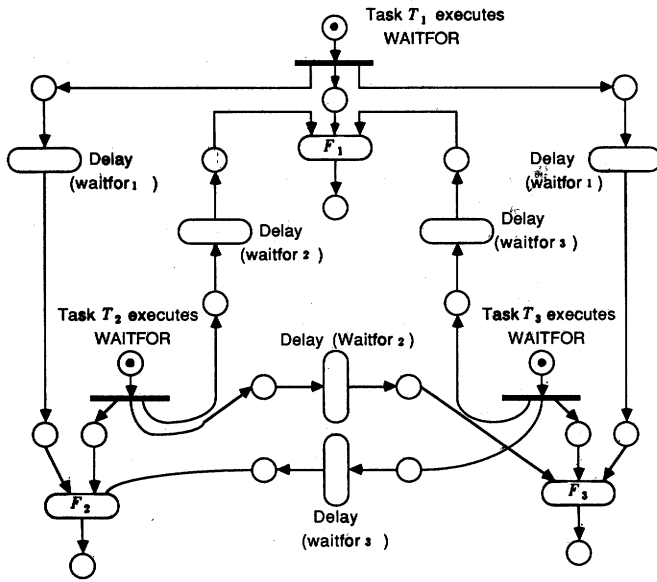 Task T₁ executes
WAITFOR
F₁
Delay
(waitfor₁ )
Delay
(waitfor₁ )
Delay
(waitfor₂ )
Delay
(waitfor₃ )
Task T₂ executes
WAITFOR
Task T₃ executes
WAITFOR
Delay (Waitfor₂)
F₂
F₃
Delay
(waitfor₃ )